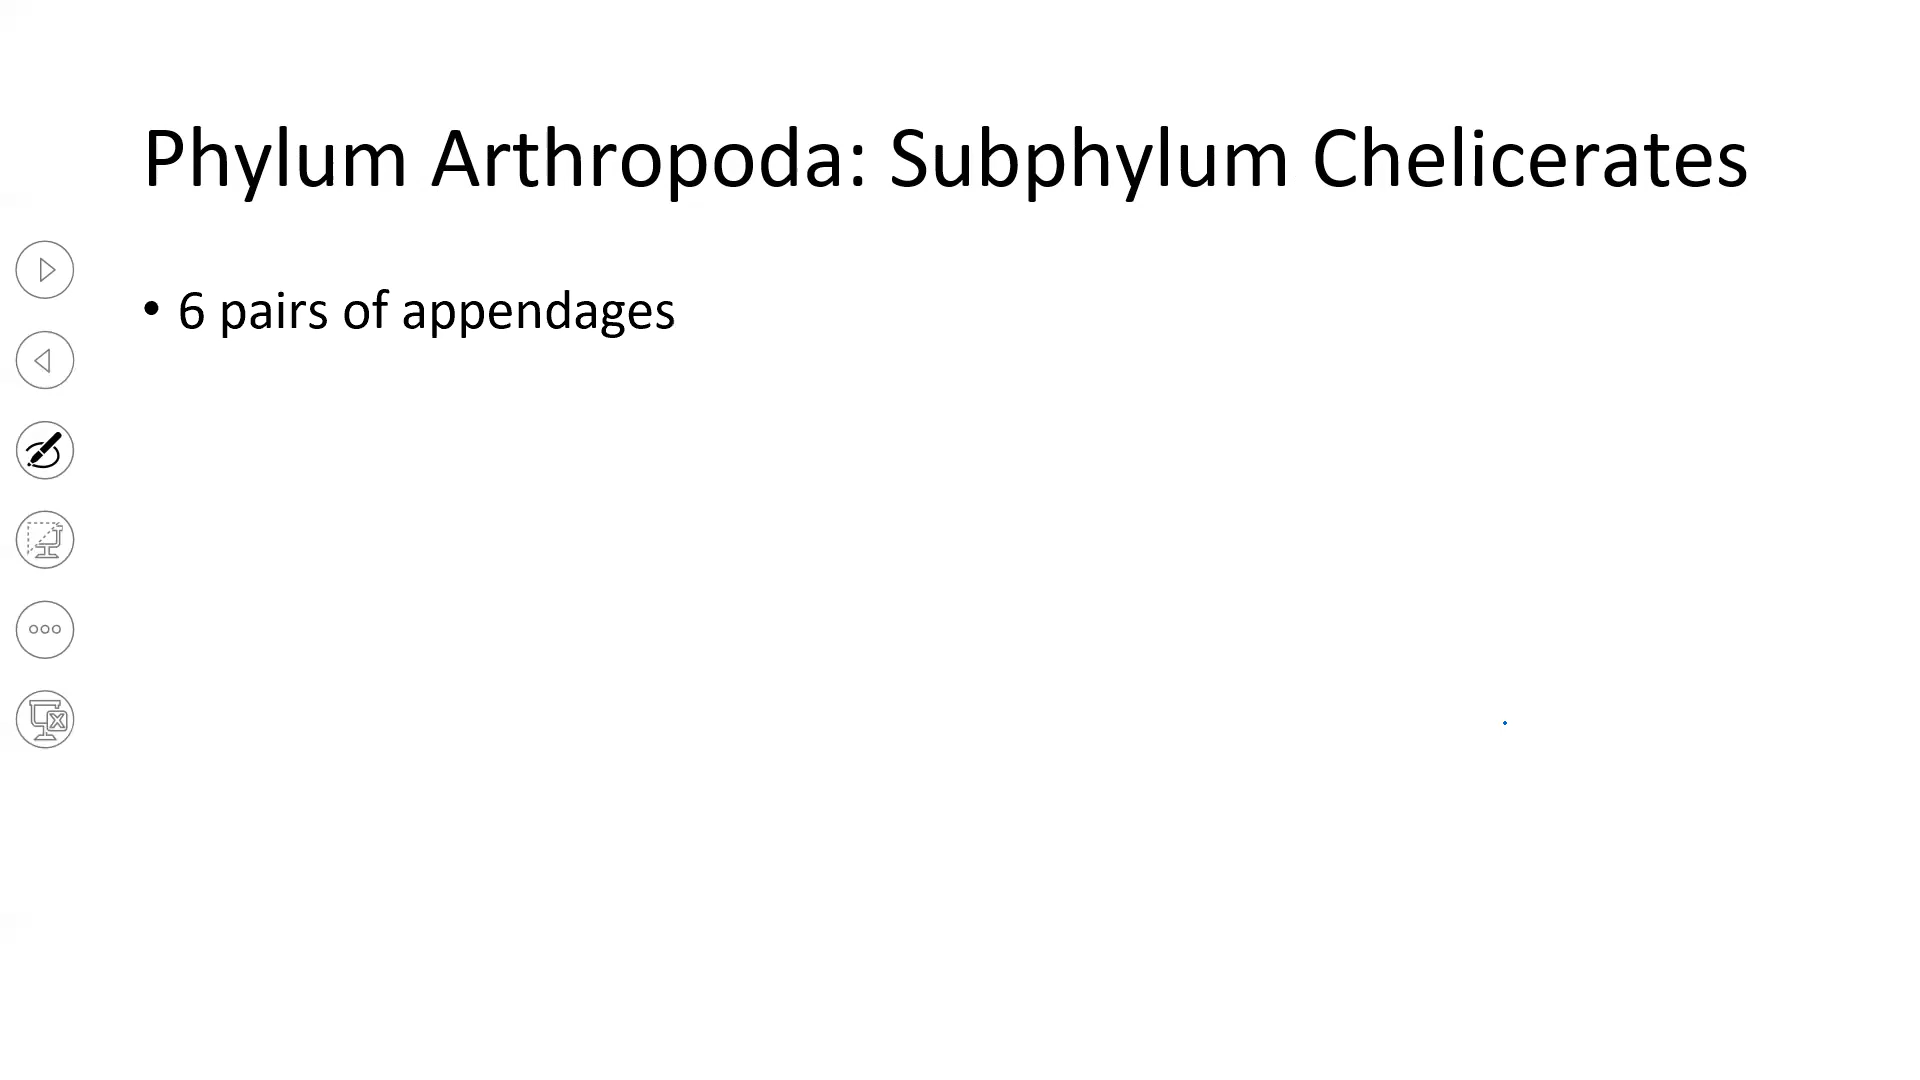 Phylum Arthropoda: Subphylum Chelicerates
• 6 pairs of appendages